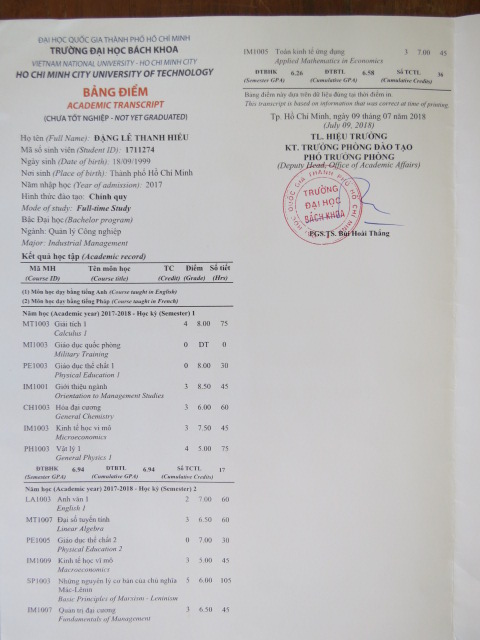 ĐẠI HỌC QUỐC GIA THÀNH PHỐ HỒ CHÍ MINH
TRƯỜNG ĐẠI HỌC BÁCH KHOA
VIETNAM NATIONAL UNIVERSITY - HO CHI MINH CITY
HO CHI MINH CITY UNIVERSITY OF TECHNOLOGY
BẢNG ĐIỂM
ACADEMIC TRANSCRIPT
(CHƯA TỐT NGHIỆP - NOT YET GRADUATED)
Họ tên (Full Name): ĐẶNG LÊ THANH HIẾU
Mã số sinh viên (Student ID): 1711274
Ngày sinh (Date of birth): 18/09/1999
Nơi sinh (Place of birth): Thành phố Hồ Chí Minh
Năm nhập học (Year of admission): 2017
Hình thức đào tạo: Chính quy
Mode of study: Full-time Study
Bậc Đại học (Bachelor program)
Ngành: Quản lý Công nghiệp
Major: Industrial Management
Kết quả học tập (Academic record)
Mã MH Tên môn học TC Điểm Số tiết
(Course ID) (Course title) (Credit) (Grade) (Hrs)
(1) Môn học dạy bằng tiếng Anh (Course taught in English)
(2) Môn học dạy bằng tiếng Pháp (Course taught in French)
Năm học (Academic year) 2017-2018 - Học kỳ (Semester) 1
MT1003 Giải tích 1 4 8.00 75
Calculus 1
MI1003 Giáo dục quốc phòng 0 DT 0
Military Training
PE1003 Giáo dục thể chất 1 0 8.00 30
Physical Education 1
IM1001 Giới thiệu ngành 3 8.50 45
Orientation to Management Studies
CH1003 Hóa đại cương 3 6.00 60
General Chemistry
IM1003 Kinh tế học vi mô 3 7.50 45
Microeconomics
PH1003 Vật lý 1 4 5.00 75
General Physics 1
ĐTBHK 6.94 ĐTBTL 6.94 Số TCTL 17
(Semester GPA) (Cumulative GPA) (Cumulative Credits)
Năm học (Academic year) 2017-2018 - Học kỳ (Semester) 2
LA1003 Anh văn 1 2 7.00 60
English 1
MT1007 Đại số tuyến tính 3 6.50 60
Linear Algebra
PE1005 Giáo dục thể chất 2 0 7.00 30
Physical Education 2
IM1009 Kinh tế học vĩ mô 3 5.00 45
Macroeconomics
SP1003 Những nguyên lý cơ bản của chủ nghĩa 5 6.00 105
Mác-Lênin
Basic Principles of Marxism - Leninism
IM1007 Quản trị đại cương 3 6.50 45
Fundamentals of Management
IM1005 Toán kinh tế ứng dụng 3 7.00 45
Applied Mathematics in Economics
ĐTBHK 6.26 ĐTBTL 6.58 Số TCTL 36
(Semester GPA) (Cumulative GPA) (Cumulative Credits)
Bảng điểm này dựa trên dữ liệu đúng tại thời điểm in.
This transcript is based on information that was correct at time of printing.
Tp. Hồ Chí Minh, ngày 09 tháng 07 năm 2018
(July 09, 2018)
TL. HIỆU TRƯỞNG
KT. TRƯỞNG PHÒNG ĐÀO TẠO
PHÓ TRƯỞNG PHÒNG
(Deputy Head, Office of Academic Affairs)
TRƯỜNG
ĐẠI HỌC
BÁCH KHOA
PGS.TS. Bùi Hoài Thắng